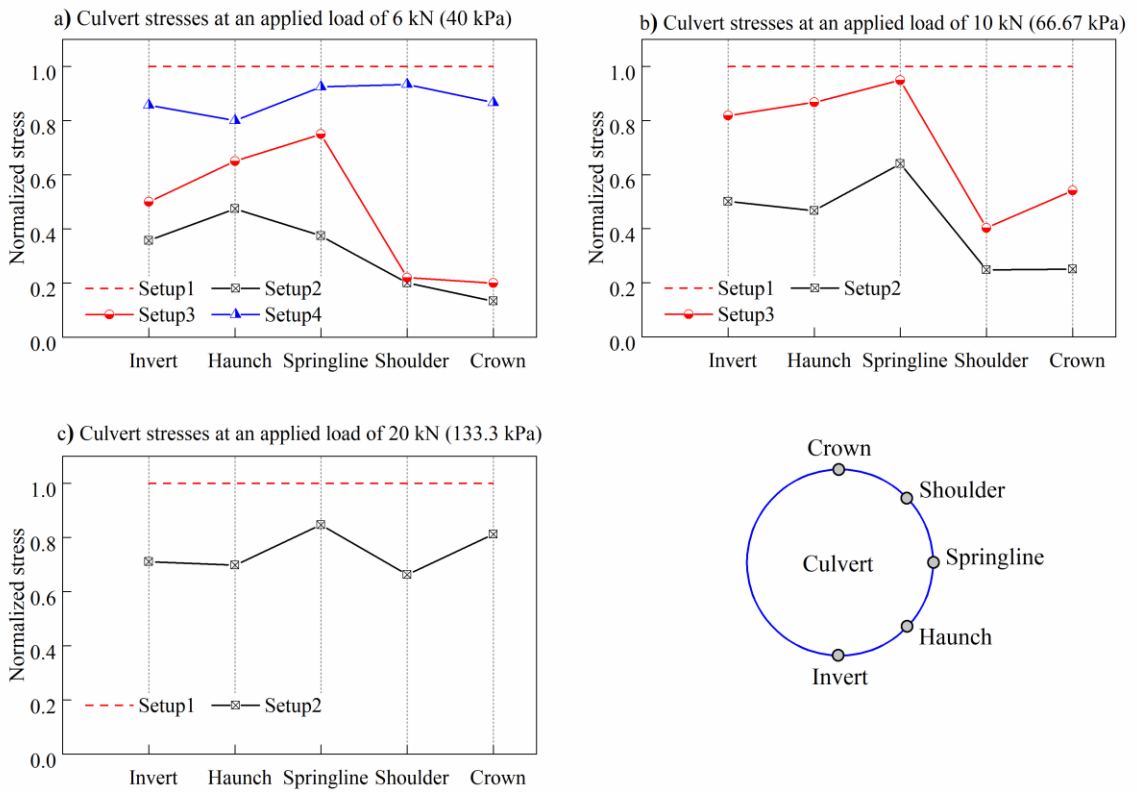 a) Culvert stresses at an applied load of 6 kN (40 kPa)
Normalized stress
1.0
0.8
0.6
0.4
0.2
0.0
Setup1
Setup2
Setup3
Setup4
Invert Haunch Springline Shoulder Crown
b) Culvert stresses at an applied load of 10 kN (66.67 kPa)
Normalized stress
1.0
0.8
0.6
0.4
0.2
0.0
Setup1
Setup2
Setup3
Invert Haunch Springline Shoulder Crown
c) Culvert stresses at an applied load of 20 kN (133.3 kPa)
Normalized stress
1.0
0.8
0.6
0.4
0.2
0.0
Setup1
Setup2
Invert Haunch Springline Shoulder Crown
Crown
Shoulder
Culvert
Springline
Haunch
Invert